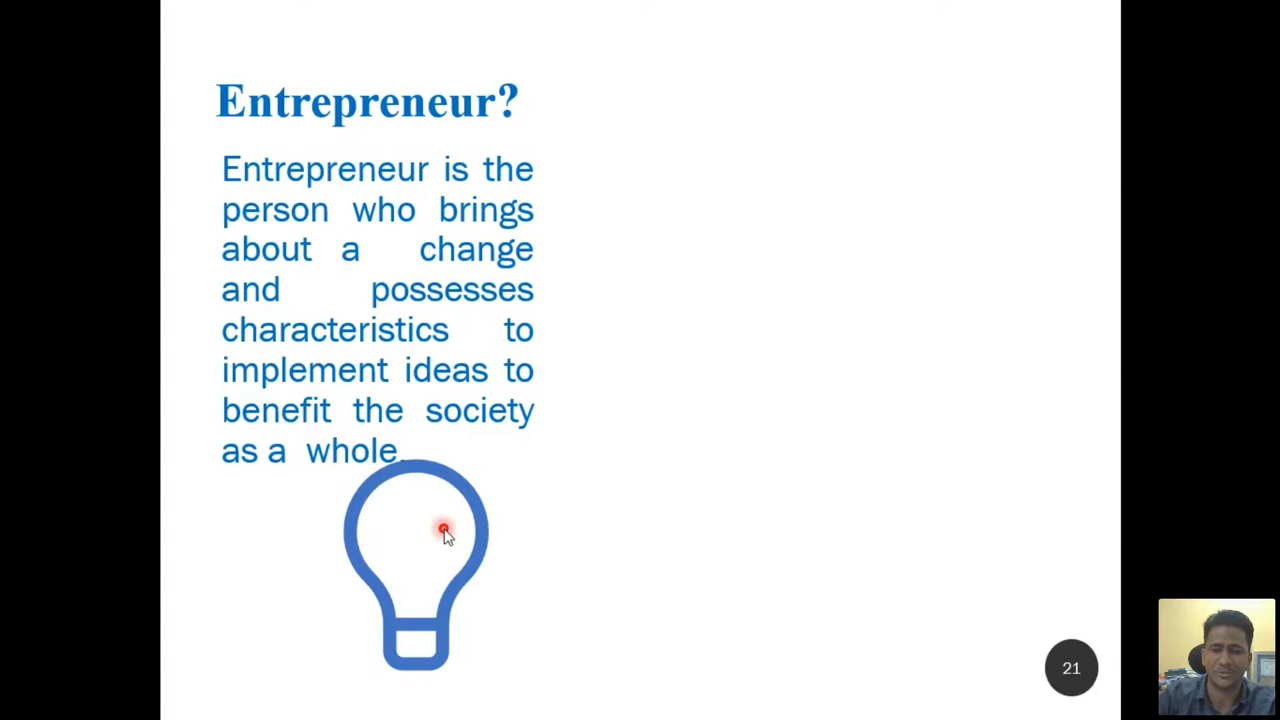 Entrepreneur?
Entrepreneur is the
person who brings
about a change
and possesses
characteristics to
implement ideas to
benefit the society
as a whole.
21